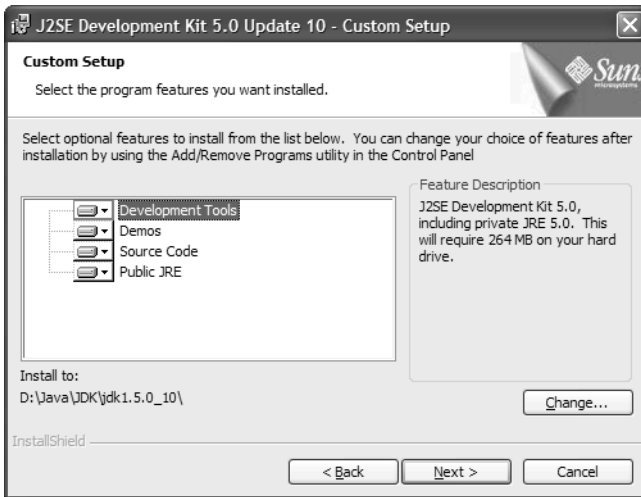 J2SE Development Kit 5.0 Update 10 - Custom Setup
Custom Setup
Select the program features you want installed.
Sun
microsystems
Select optional features to install from the list below.  You can change your choice of features after
installation by using the Add/Remove Programs utility in the Control Panel
Development Tools
Demos
Source Code
Public JRE
Feature Description
J2SE Development Kit 5.0,
including private JRE 5.0.  This
will require 264 MB on your hard
drive.
Install to:
D:\Java\JDK\jdk1.5.0_10\
Change...
InstallShield
< Back
Next >
Cancel